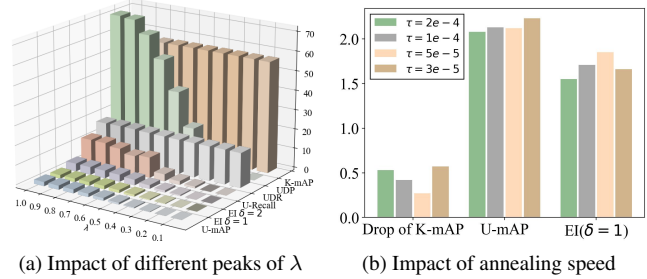 70
60
50
40
30
20
10
0
1.0 0.9 0.8 0.7 0.6 0.5 0.4 0.3 0.2 0.1
λ
K-mAP
UDP
UDR
U-Recall
EI δ = 2
EI δ = 1
U-mAP
(a) Impact of different peaks of λ
τ = 2e − 4
τ = 1e − 4
τ = 5e − 5
τ = 3e − 5
2.0
1.5
1.0
0.5
0.0
Drop of K-mAP U-mAP EI(δ = 1)
(b) Impact of annealing speed